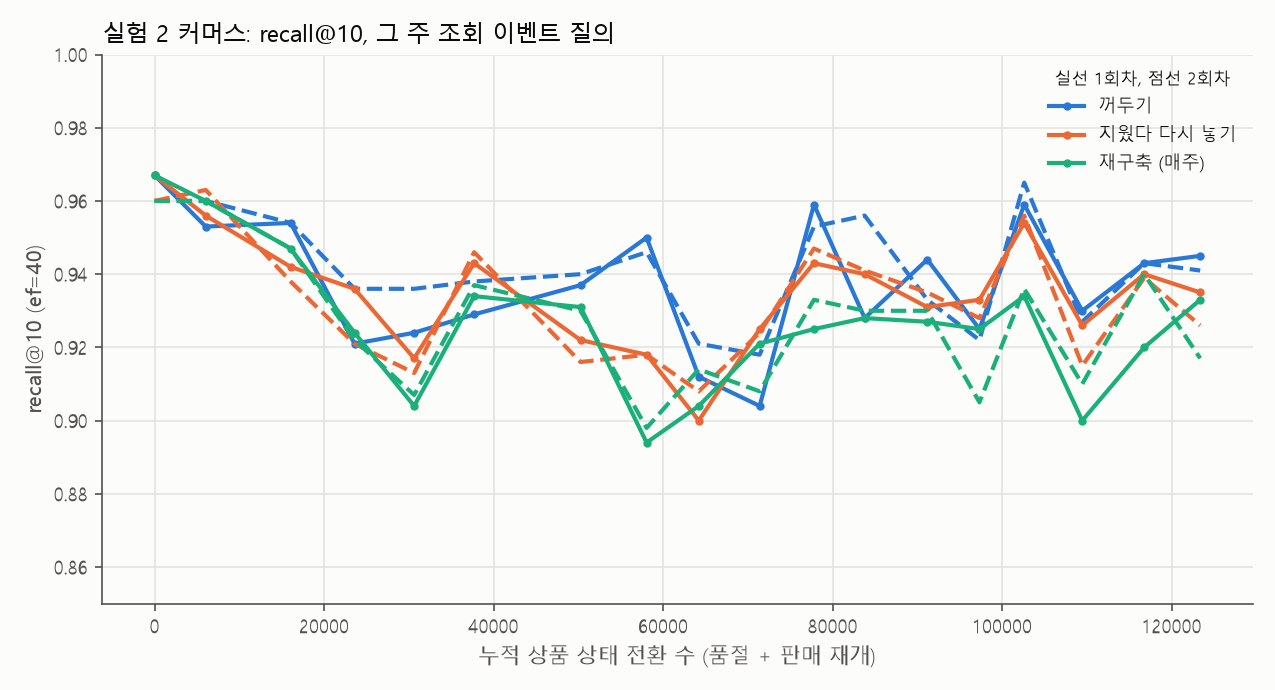 실험 2 커머스: recall@10, 그 주 조회 이벤트 질의
실선 1회차, 점선 2회차
꺼두기
지웠다 다시 넣기
재구축 (매주)
recall@10 (ef=40)
1.00
0.98
0.96
0.94
0.92
0.90
0.88
0.86
0
20000
40000
60000
80000
100000
120000
누적 상품 상태 전환 수 (품절 + 판매 재개)